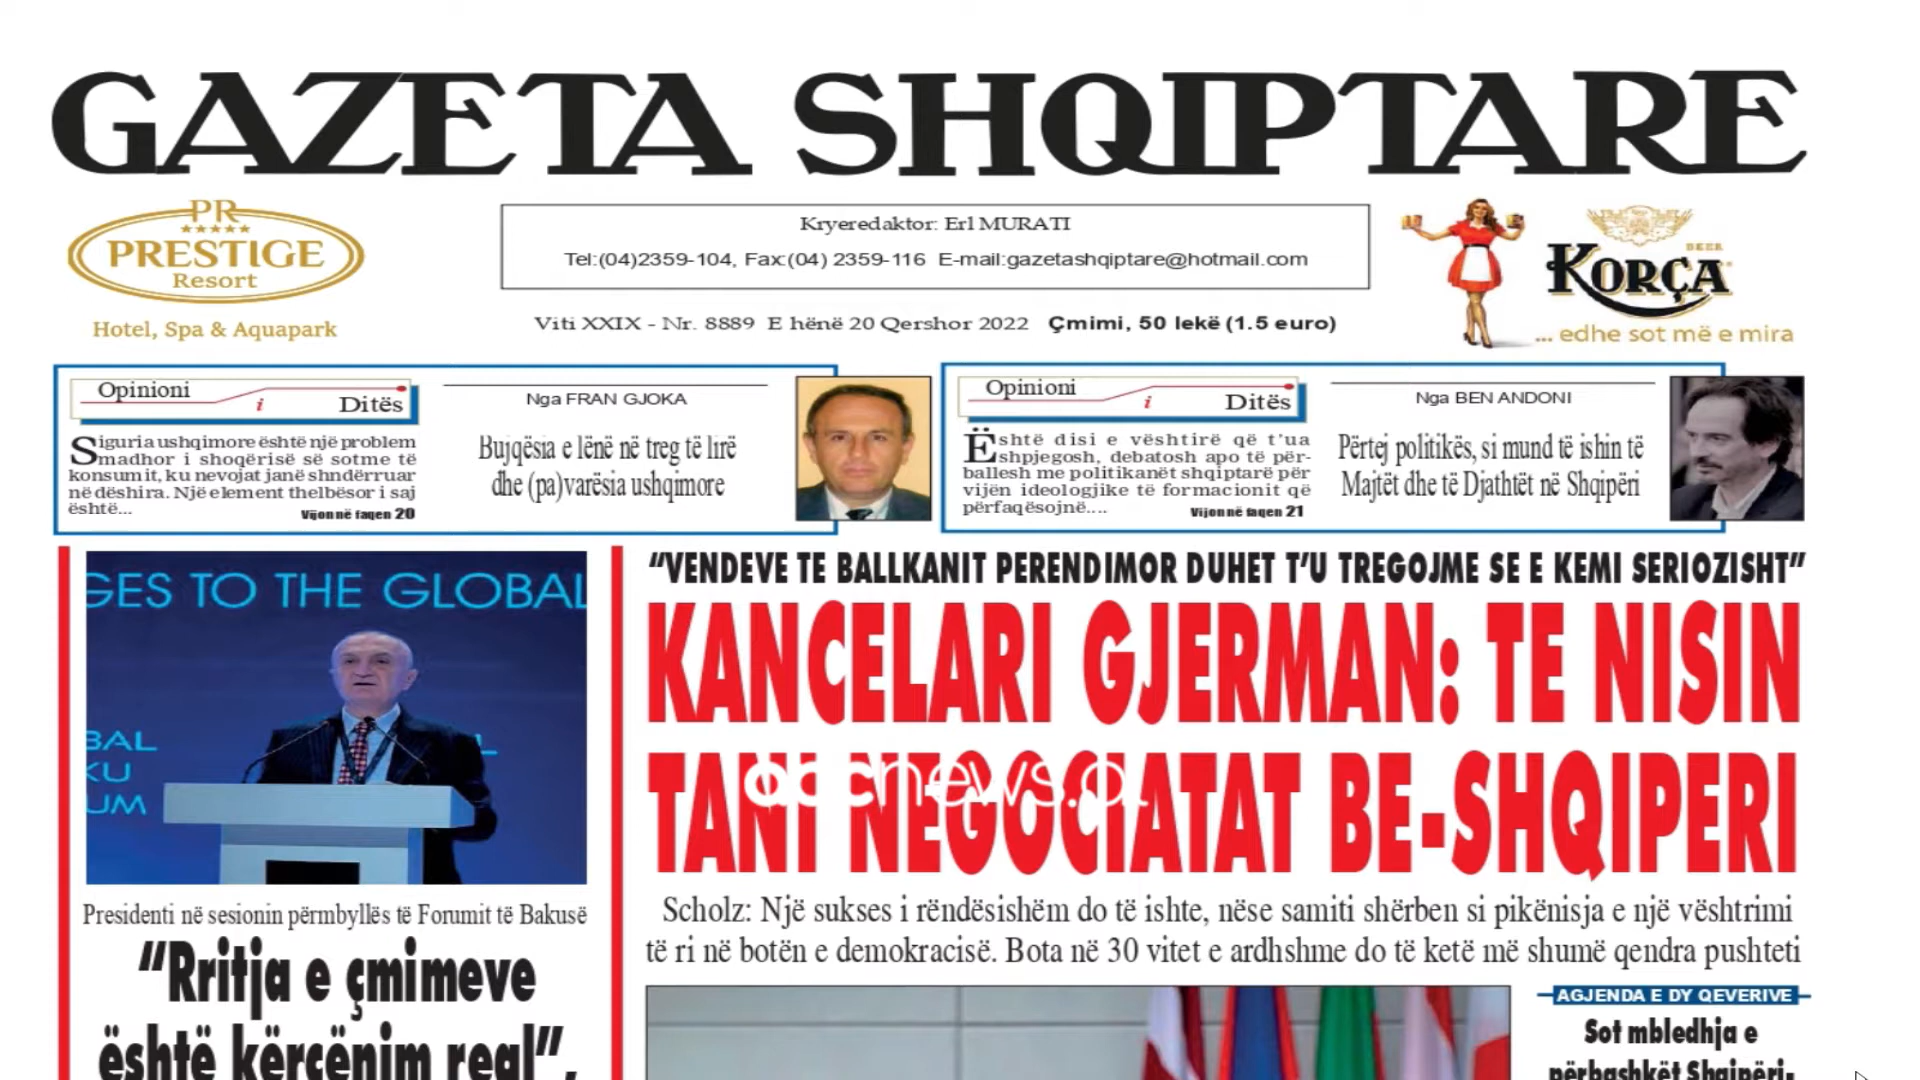 GAZETA SHQIPTARE
PR
PRESTIGE
Resort
Hotel, Spa & Aquapark
Kryeredaktor: Erl MURATI
Tel:(04)2359-104, Fax:(04) 2359-116 E-mail:gazetashqiptare@hotmail.com
Viti XXIX - Nr. 8889 E hënë 20 Qershor 2022 Çmimi, 50 lekë (1.5 euro)
BEER
KORÇA
... edhe sot më e mira
Opinioni
i
Ditës
Siguria ushqimore është një problem
madhor i shoqërisë së sotme të
konsumit, ku nevojat janë shndërruar
në dëshira. Një element thelbësor i saj
është...
Vijon në faqen 20
Nga FRAN GJOKA
Bujqësia e lënë në treg të lirë
dhe (pa)varësia ushqimore
Opinioni
i
Ditës
Është disi e vështirë që t'ua
shpjegosh, debatosh apo të për-
ballesh me politikanët shqiptarë për
vijën ideologjike të formacionit që
përfaqësojnë....
Vijon në faqen 21
Nga BEN ANDONI
Përtej politikës, si mund të ishin të
Majtët dhe të Djathtët në Shqipëri
GES TO THE GLOBAL
BAL
KU
UM
Presidenti në sesionin përmbyllës të Forumit të Bakusë
“Rritja e çmimeve
është kërcënim real”,
“VENDEVE TE BALLKANIT PERENDIMOR DUHET T’U TREGOJME SE E KEMI SERIOZISHT”
KANCELARI GJERMAN: TE NISIN
TANI NEGOCIATAT BE-SHQIPERI
abcnews.al
Scholz: Një sukses i rëndësishëm do të ishte, nëse samiti shërben si pikënisja e një vështrimi
të ri në botën e demokracisë. Bota në 30 vitet e ardhshme do të ketë më shumë qendra pushteti
AGJENDA E DY QEVERIVE
Sot mbledhja e
përbashkët Shqipëri-